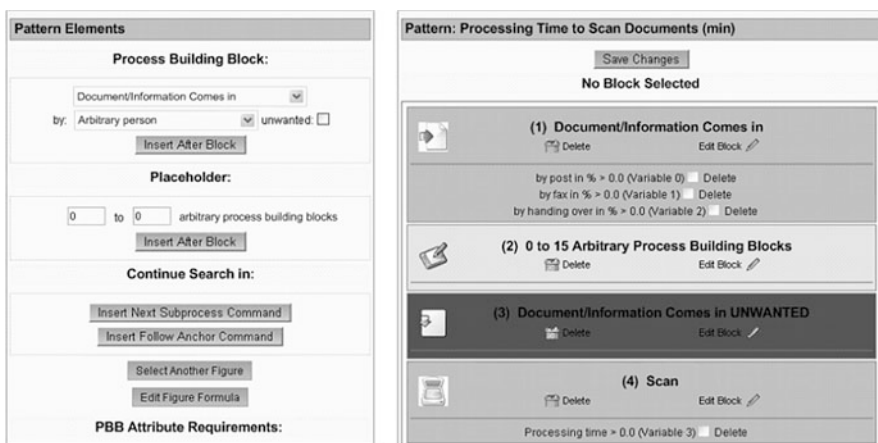 Pattern Elements
Process Building Block:
Document/Information Comes in
by: Arbitrary person unwanted:
Insert After Block
Placeholder:
0 to 0 arbitrary process building blocks
Insert After Block
Continue Search in:
Insert Next Subprocess Command
Insert Follow Anchor Command
Select Another Figure
Edit Figure Formula
PBB Attribute Requirements:
Pattern: Processing Time to Scan Documents (min)
Save Changes
No Block Selected
(1) Document/Information Comes in
Delete Edit Block
by post in % > 0.0 (Variable 0) Delete
by fax in % > 0.0 (Variable 1) Delete
by handing over in % > 0.0 (Variable 2) Delete
(2) 0 to 15 Arbitrary Process Building Blocks
Delete Edit Block
(3) Document/Information Comes in UNWANTED
Delete Edit Block
(4) Scan
Delete Edit Block
Processing time > 0.0 (Variable 3) Delete